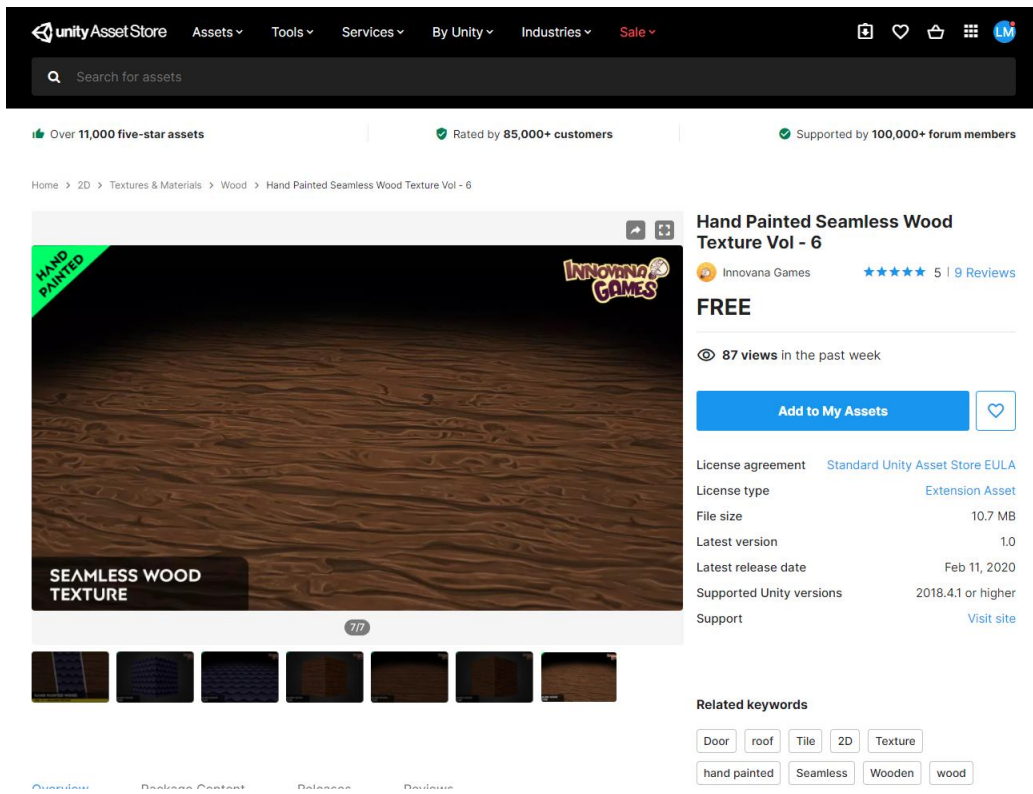 unity Asset Store Assets Tools Services By Unity Industries Sale LM
Search for assets
Over 11,000 five-star assets Rated by 85,000+ customers Supported by 100,000+ forum members
Home > 2D > Textures & Materials > Wood > Hand Painted Seamless Wood Texture Vol - 6
HAND
PAINTED
INNOVANA
GAMES
SEAMLESS WOOD
TEXTURE
7/7
Hand Painted Seamless Wood
Texture Vol - 6
Innovana Games 5 | 9 Reviews
FREE
87 views in the past week
Add to My Assets
License agreement Standard Unity Asset Store EULA
License type Extension Asset
File size 10.7 MB
Latest version 1.0
Latest release date Feb 11, 2020
Supported Unity versions 2018.4.1 or higher
Support Visit site
Related keywords
Door roof Tile 2D Texture
hand painted Seamless Wooden wood
Overview Package Content Releases Reviews